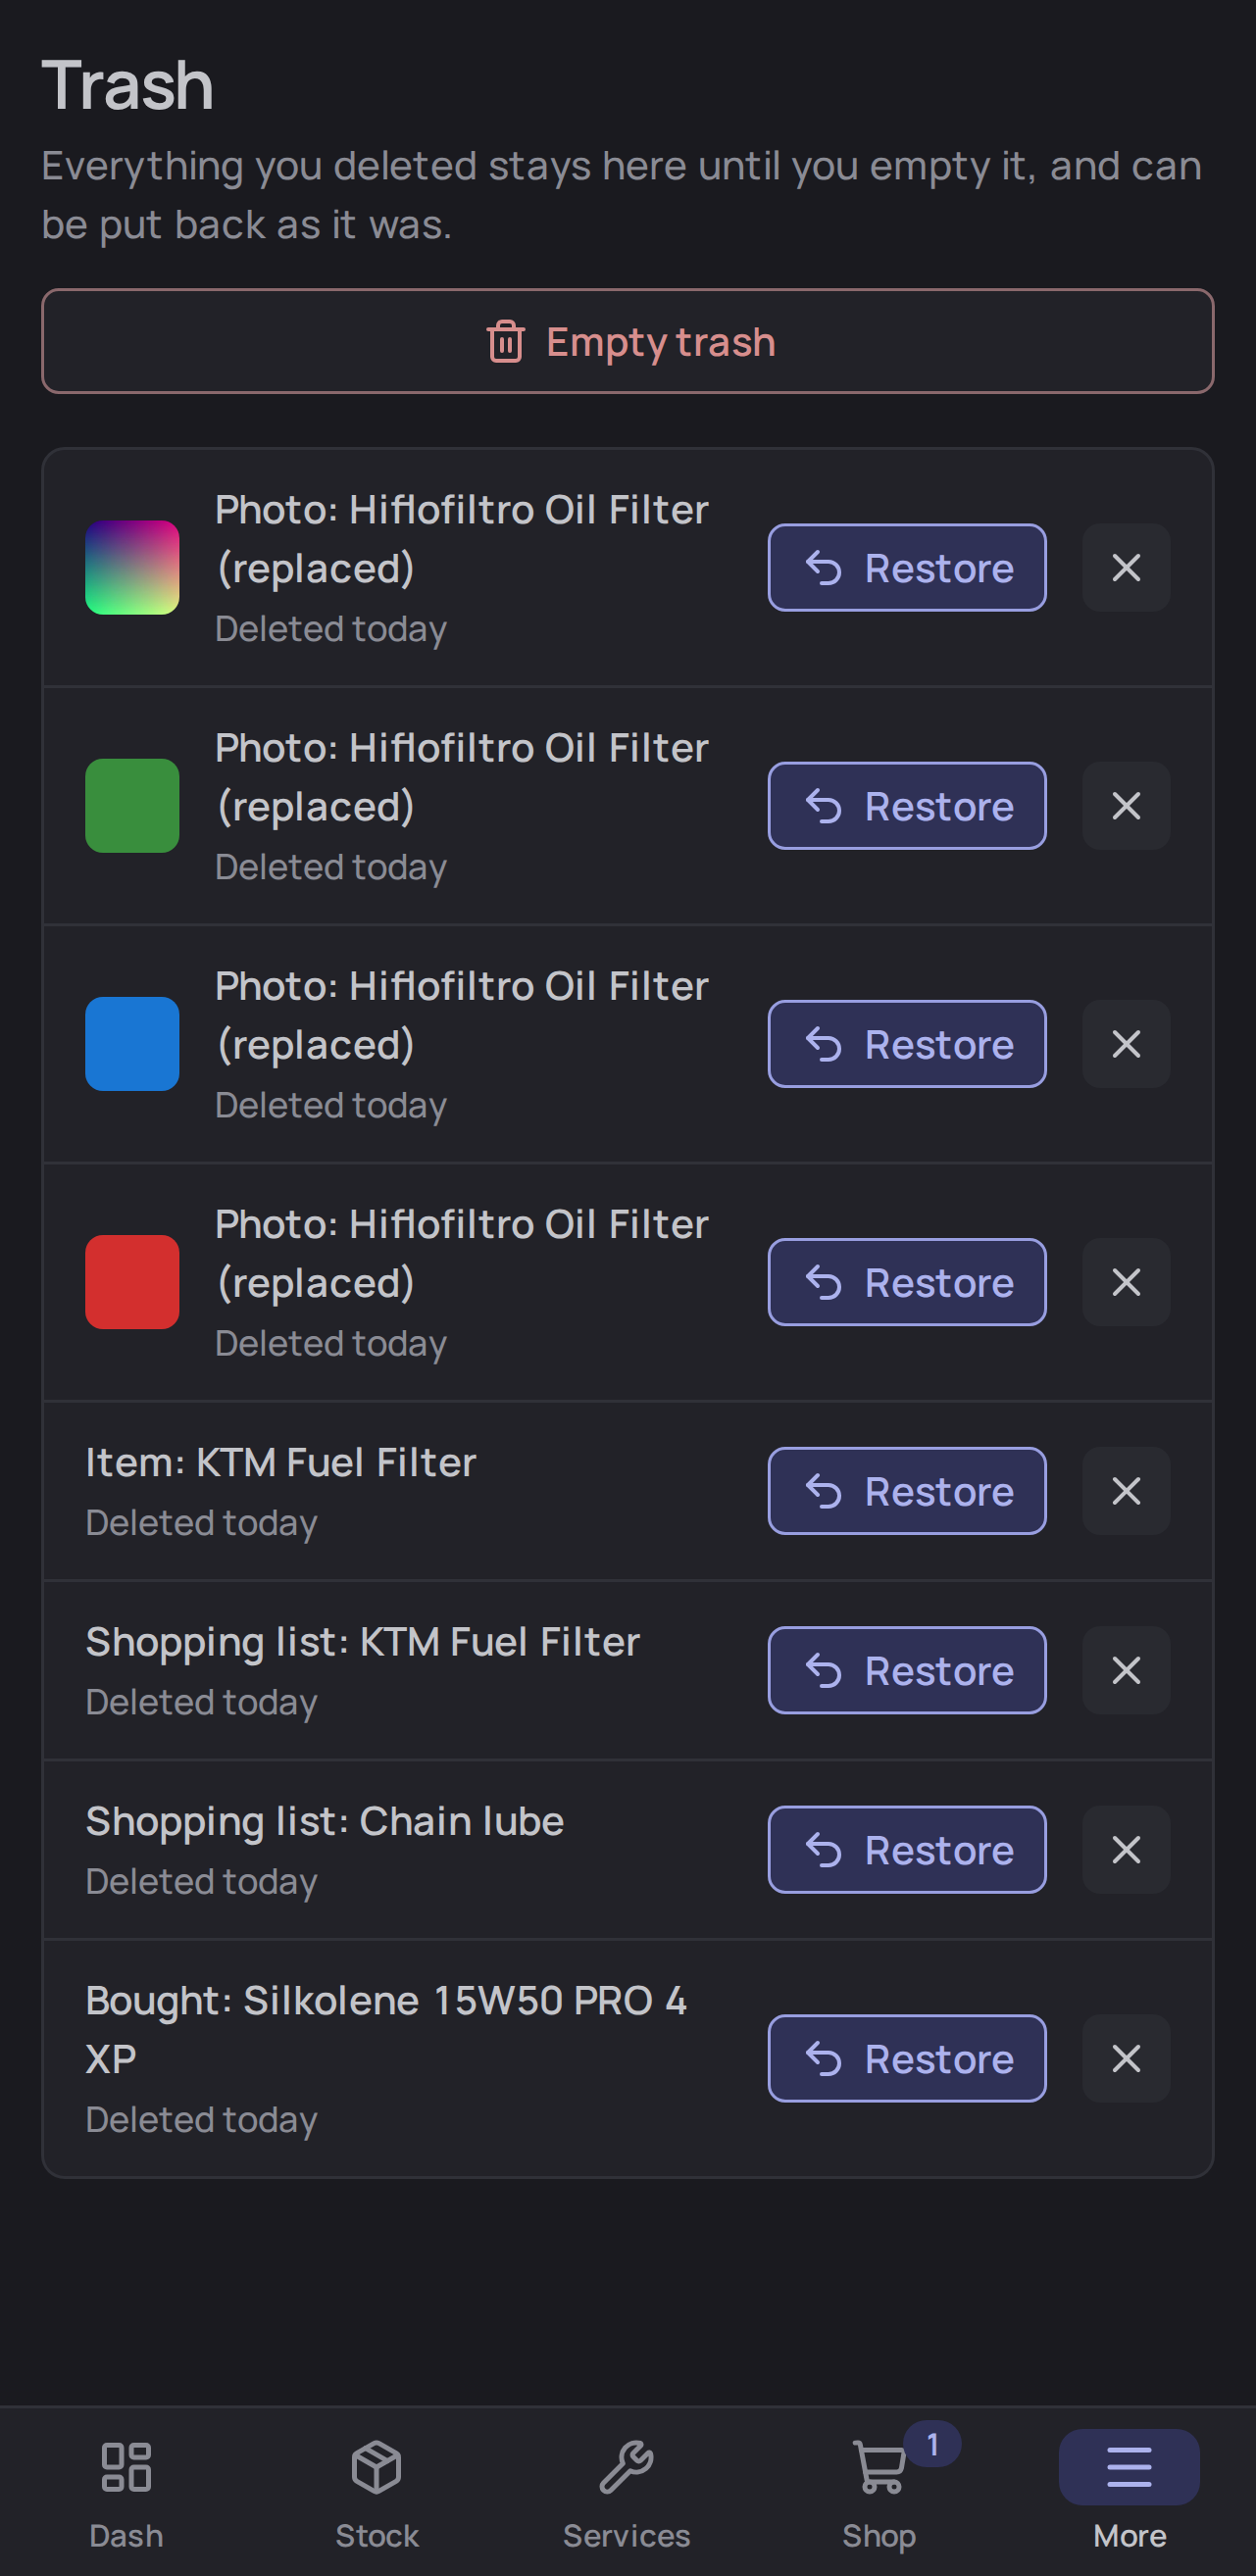 Trash
Everything you deleted stays here until you empty it, and can
be put back as it was.
Empty trash
Photo: Hiflofiltro Oil Filter
(replaced)
Deleted today
Restore
Photo: Hiflofiltro Oil Filter
(replaced)
Deleted today
Restore
Photo: Hiflofiltro Oil Filter
(replaced)
Deleted today
Restore
Photo: Hiflofiltro Oil Filter
(replaced)
Deleted today
Restore
Item: KTM Fuel Filter
Deleted today
Restore
Shopping list: KTM Fuel Filter
Deleted today
Restore
Shopping list: Chain lube
Deleted today
Restore
Bought: Silkolene 15W50 PRO 4
XP
Deleted today
Restore
1
Dash
Stock
Services
Shop
More